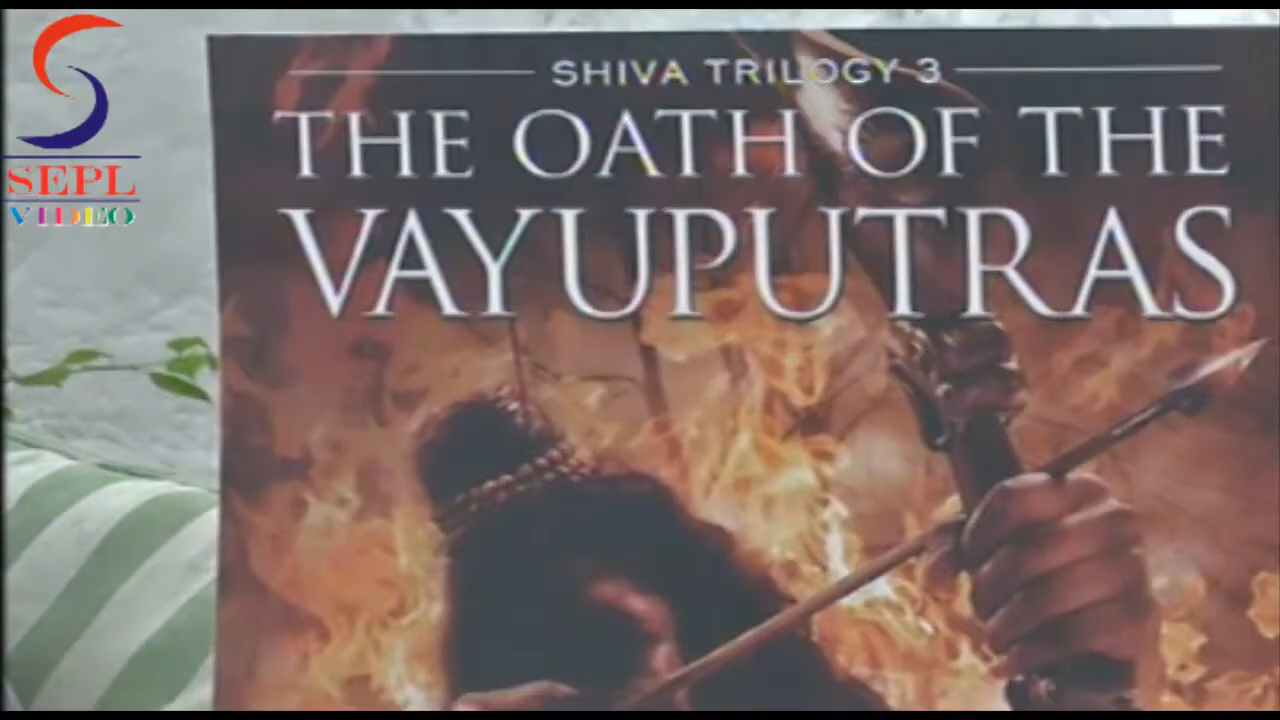 SEPL
VIDEO
SHIVA TRILOGY 3
THE OATH OF THE
VAYUPUTRAS